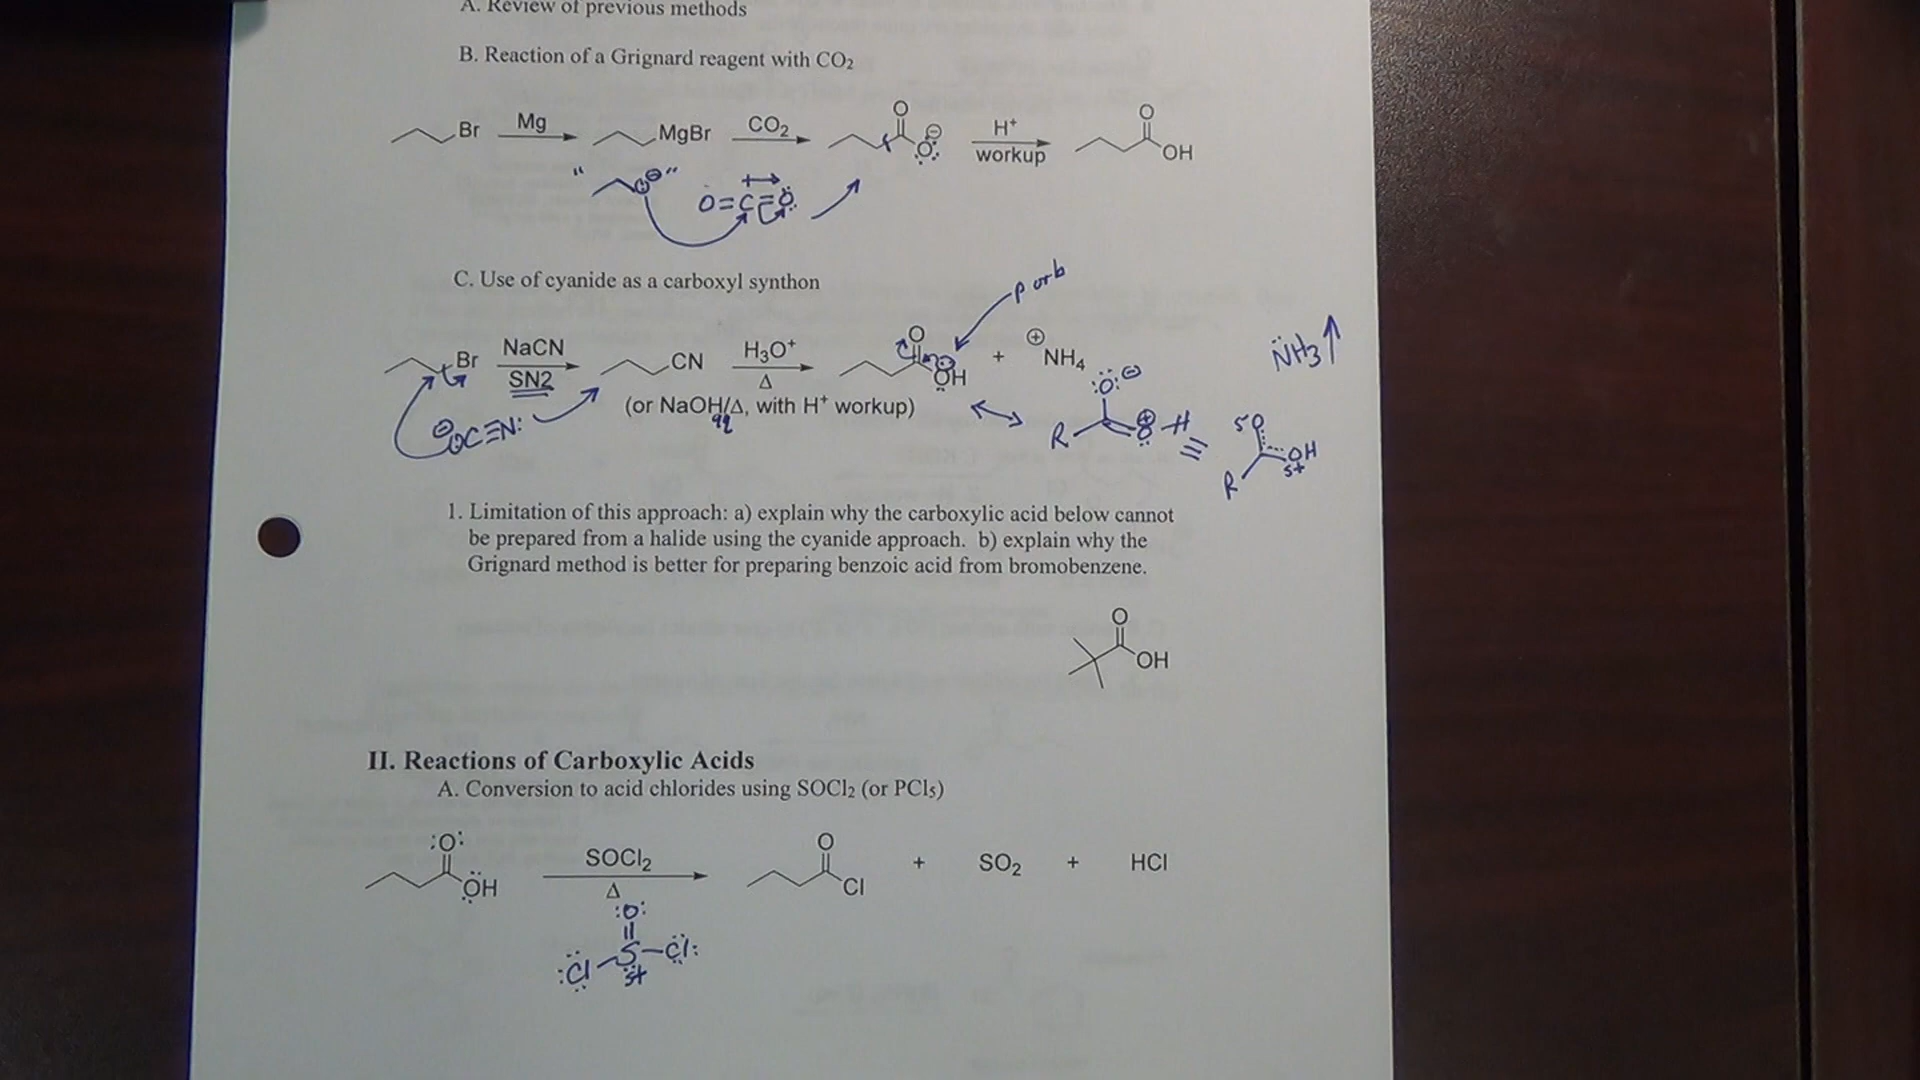 A. Review of previous methods
B. Reaction of a Grignard reagent with CO₂
Br Mg MgBr CO₂ O O ⊖ H⁺ workup O OH
" ⊖ " O=C=O
C. Use of cyanide as a carboxyl synthon
p orb
Br NaCN SN2 CN H₃O⁺ Δ O OH + ⊕NH₄ NH₃↑
(or NaOH/Δ, with H⁺ workup)
aq
⊖C≡N:
R :O:⊖ ⊕O-H ≡ R δO OH δ+
1. Limitation of this approach: a) explain why the carboxylic acid below cannot
be prepared from a halide using the cyanide approach. b) explain why the
Grignard method is better for preparing benzoic acid from bromobenzene.
O
OH
II. Reactions of Carboxylic Acids
A. Conversion to acid chlorides using SOCl₂ (or PCl₅)
:O: OH SOCl₂ Δ O Cl + SO₂ + HCl
:O:
:Cl-S-Cl:
δ+